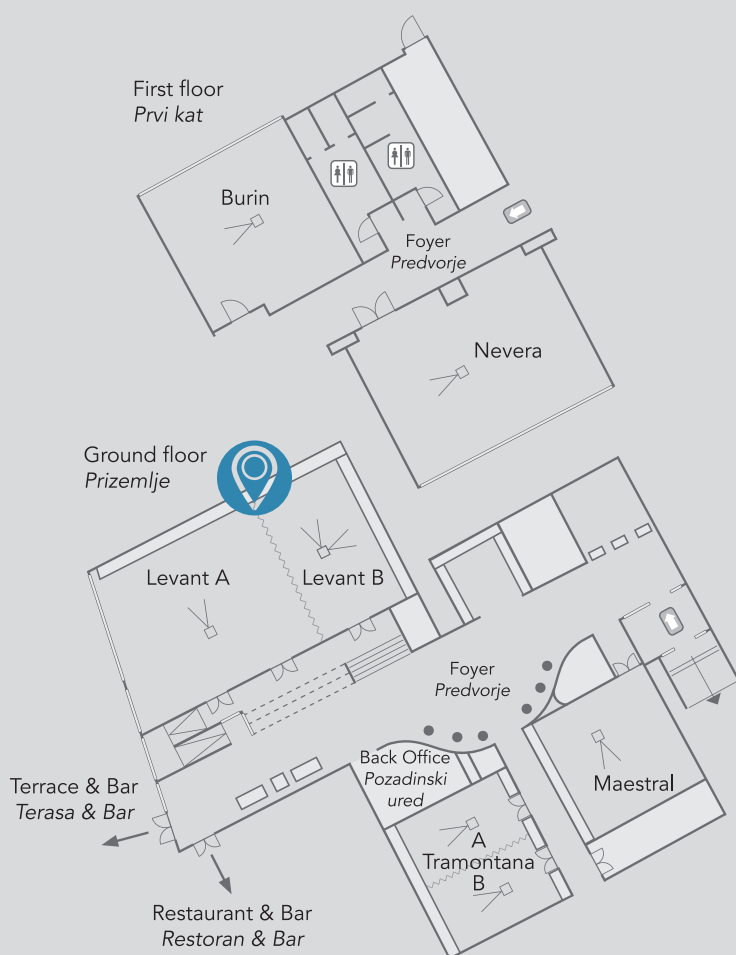 First floor
Prvi kat
Burin
Foyer
Predvorje
Nevera
Ground floor
Prizemlje
Levant A
Levant B
Foyer
Predvorje
Back Office
Pozadinski
ured
Maestral
Terrace & Bar
Terasa & Bar
A
Tramontana
B
Restaurant & Bar
Restoran & Bar